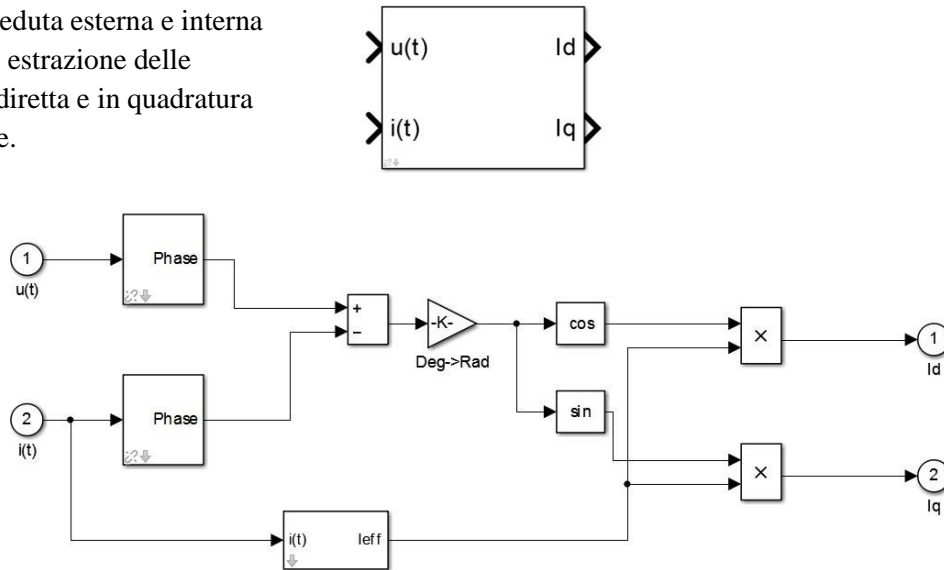 eduta esterna e interna
estrazione delle
diretta e in quadratura
e.
u(t)
Id
i(t)
Iq
1
u(t)
Phase
+
−
-K-
Deg->Rad
cos
×
1
Id
2
i(t)
Phase
sin
×
2
Iq
i(t)
Ieff